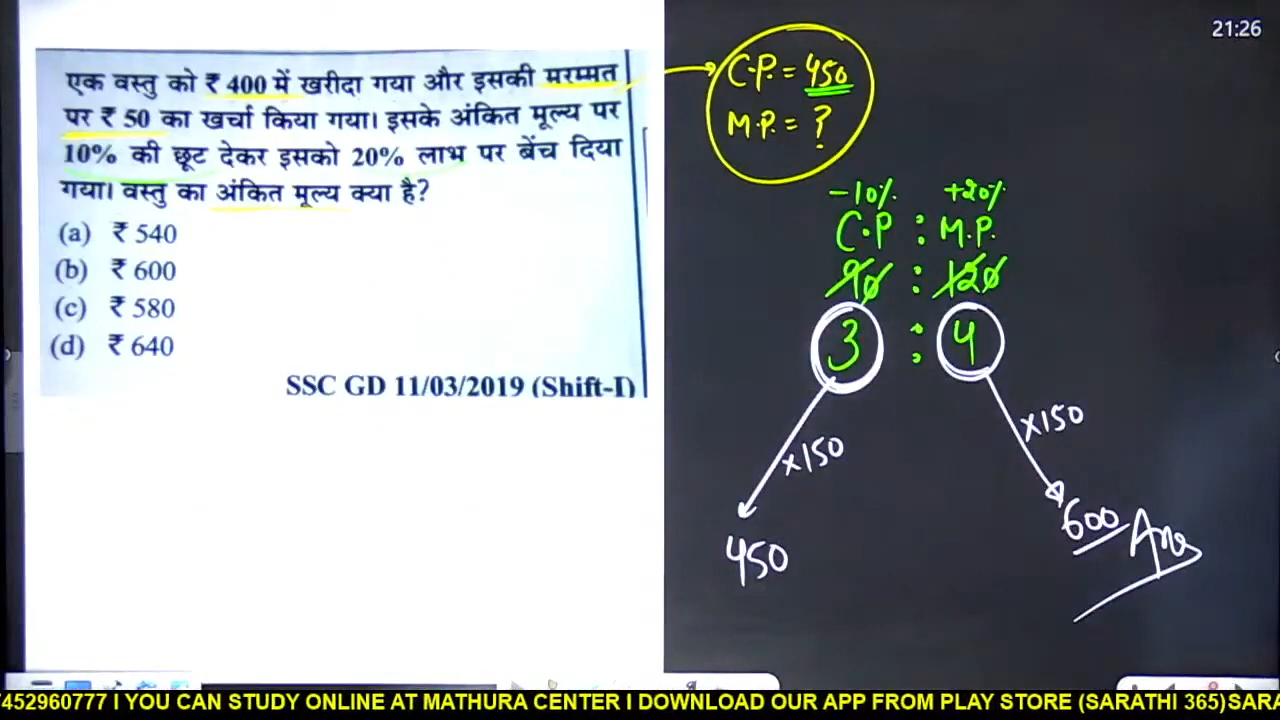 21:26
एक वस्तु को ₹ 400 में खरीदा गया और इसकी मरम्मत
पर ₹ 50 का खर्चा किया गया। इसके अंकित मूल्य पर
10% की छूट देकर इसको 20% लाभ पर बेंच दिया
गया। वस्तु का अंकित मूल्य क्या है?
(a) ₹ 540
(b) ₹ 600
(c) ₹ 580
(d) ₹ 640
SSC GD 11/03/2019 (Shift-I)
C.P. = 450
M.P. = ?
-10% +20%
C.P : M.P.
90 : 120
3 : 4
×150 ×150
450 600 Ans
7452960777 I YOU CAN STUDY ONLINE AT MATHURA CENTER I DOWNLOAD OUR APP FROM PLAY STORE (SARATHI 365)SARA